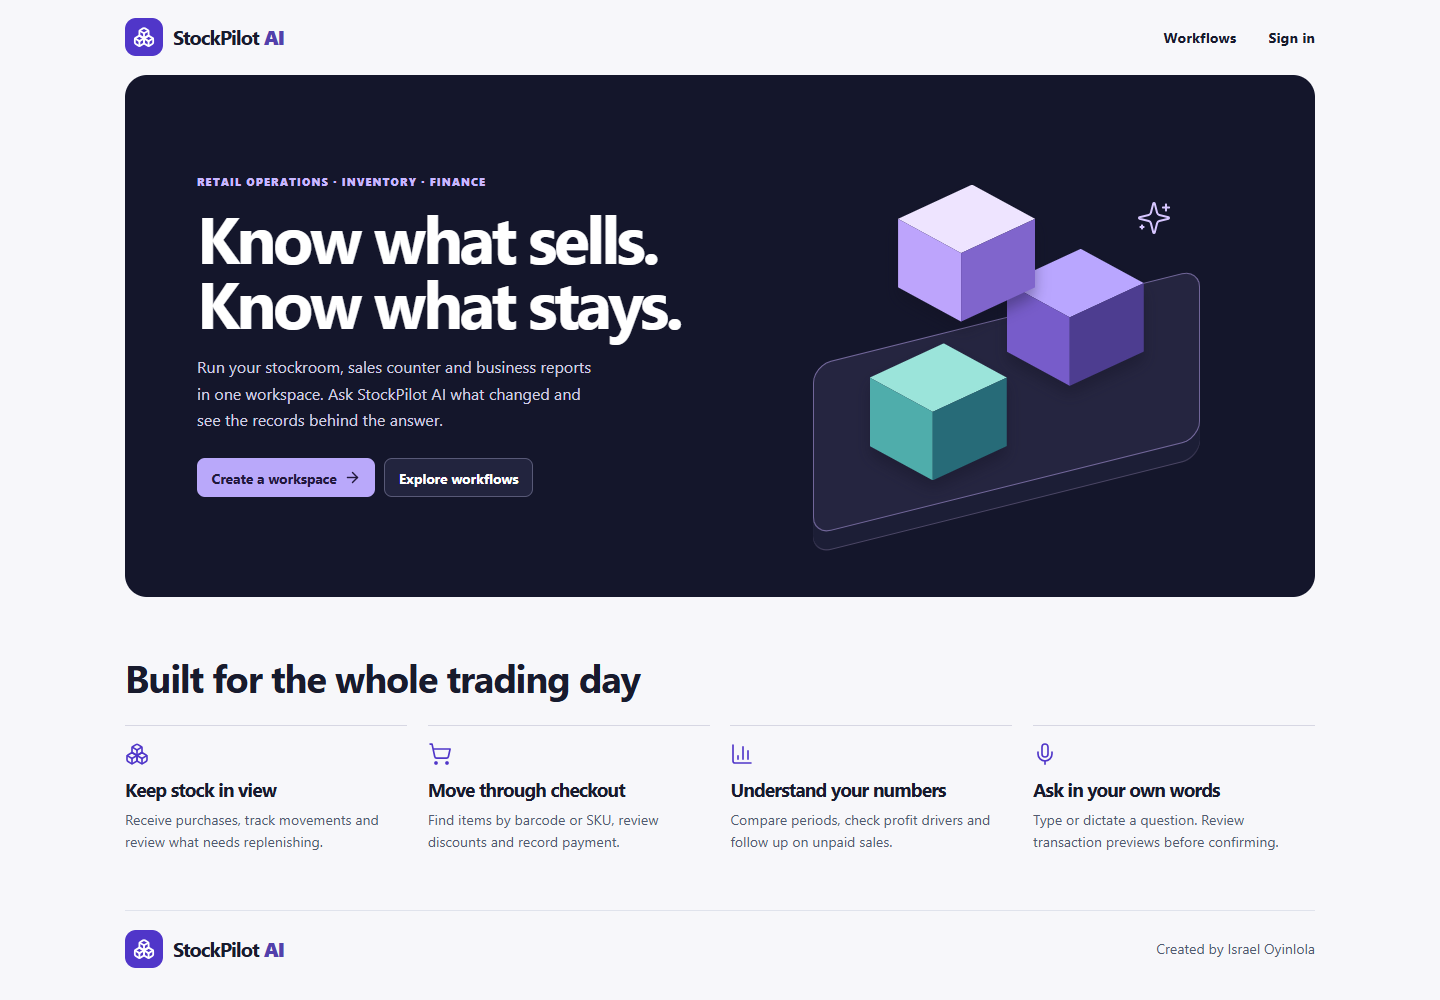 StockPilot AI
Workflows
Sign in
RETAIL OPERATIONS · INVENTORY · FINANCE
Know what sells.
Know what stays.
Run your stockroom, sales counter and business reports
in one workspace. Ask StockPilot AI what changed and
see the records behind the answer.
Create a workspace →
Explore workflows
Built for the whole trading day
Keep stock in view
Receive purchases, track movements and
review what needs replenishing.
Move through checkout
Find items by barcode or SKU, review
discounts and record payment.
Understand your numbers
Compare periods, check profit drivers and
follow up on unpaid sales.
Ask in your own words
Type or dictate a question. Review
transaction previews before confirming.
StockPilot AI
Created by Israel Oyinlola